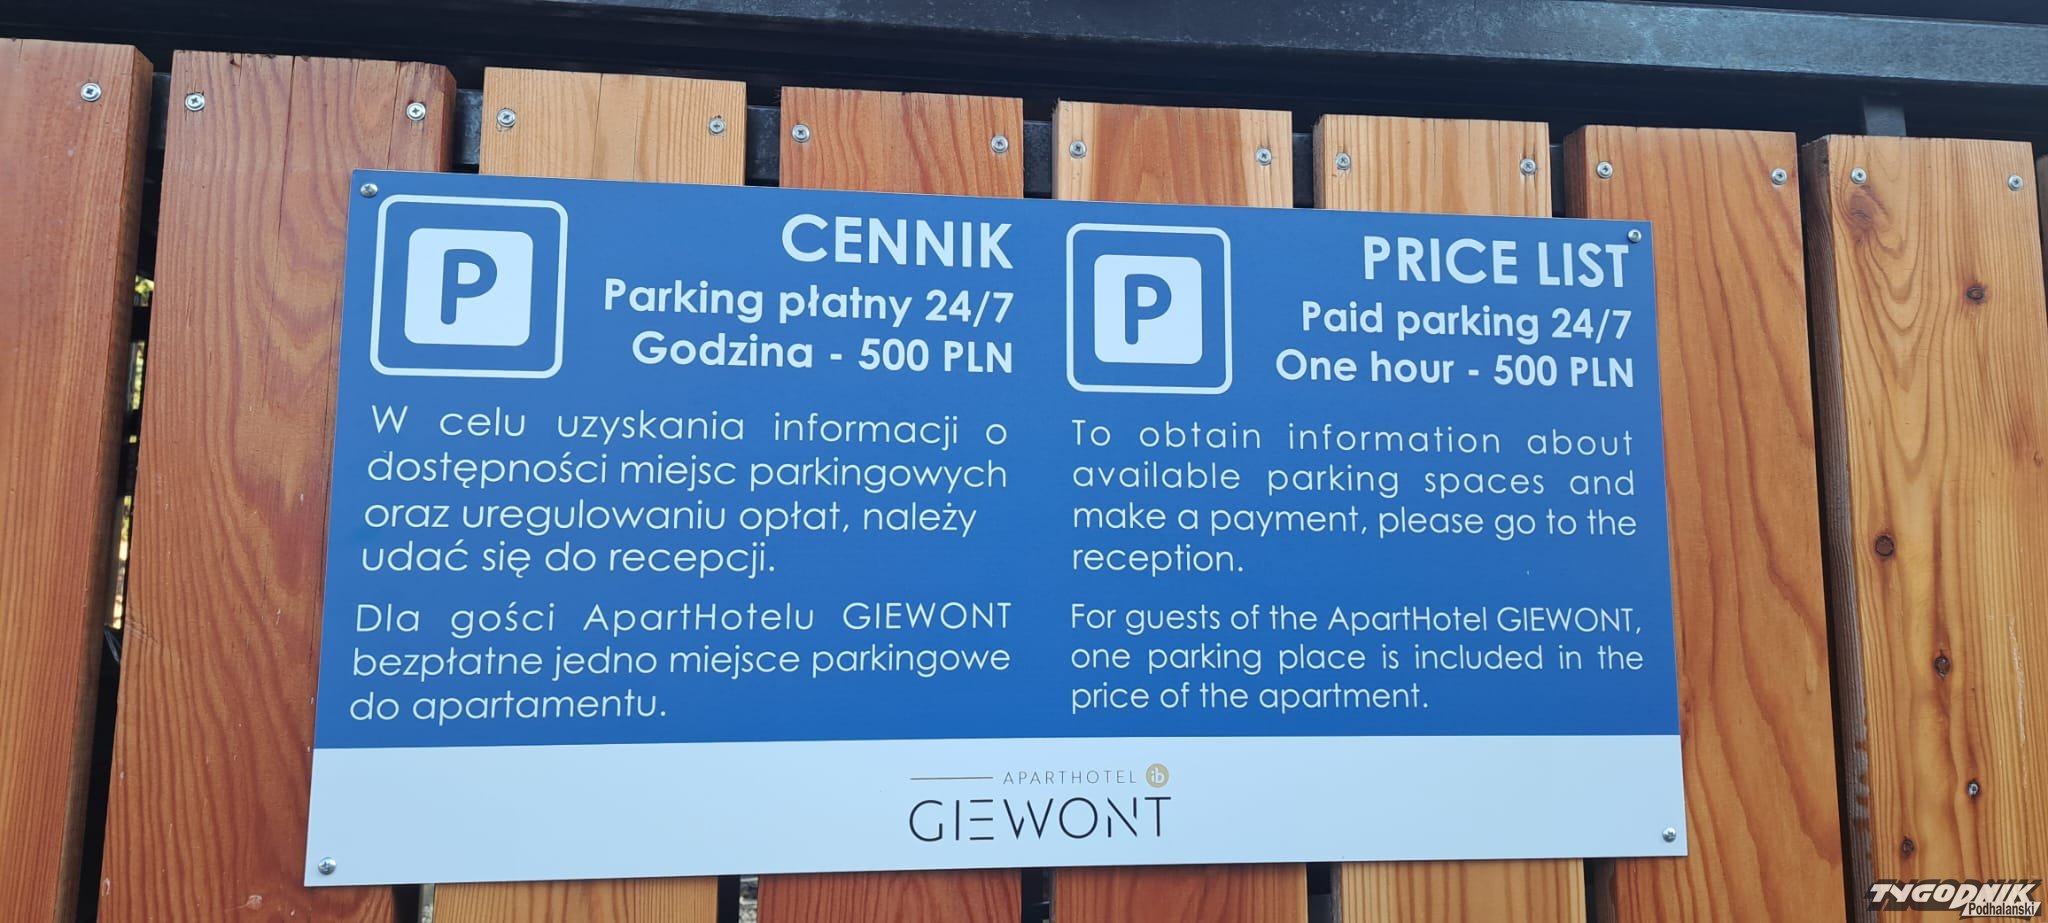 P
CENNIK
Parking płatny 24/7
Godzina - 500 PLN
W celu uzyskania informacji o
dostępności miejsc parkingowych
oraz uregulowaniu opłat, należy
udać się do recepcji.
Dla gości ApartHotelu GIEWONT
bezpłatne jedno miejsce parkingowe
do apartamentu.
P
PRICE LIST
Paid parking 24/7
One hour - 500 PLN
To obtain information about
available parking spaces and
make a payment, please go to the
reception.
For guests of the ApartHotel GIEWONT,
one parking place is included in the
price of the apartment.
APARTHOTEL ib
GIEWONT
TYGODNIK
Podhalański